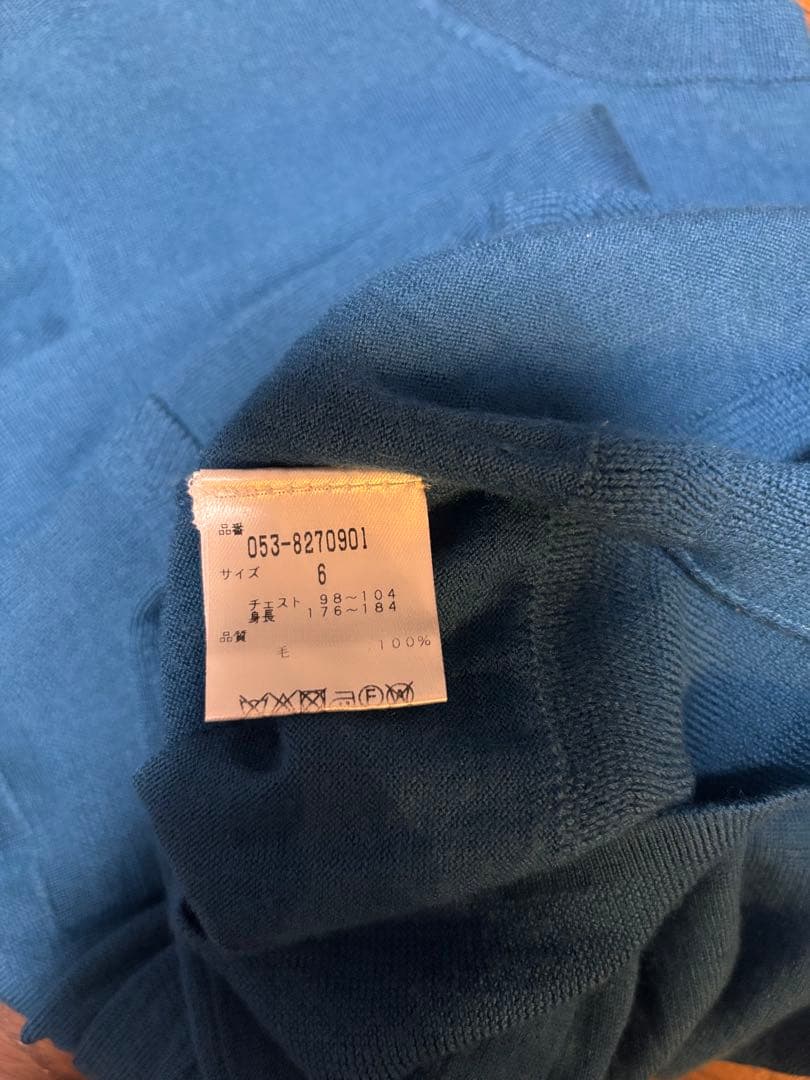 品番
053-8270901
サイズ 6
チェスト 98～104
身長 176～184
品質
毛 100%
F W